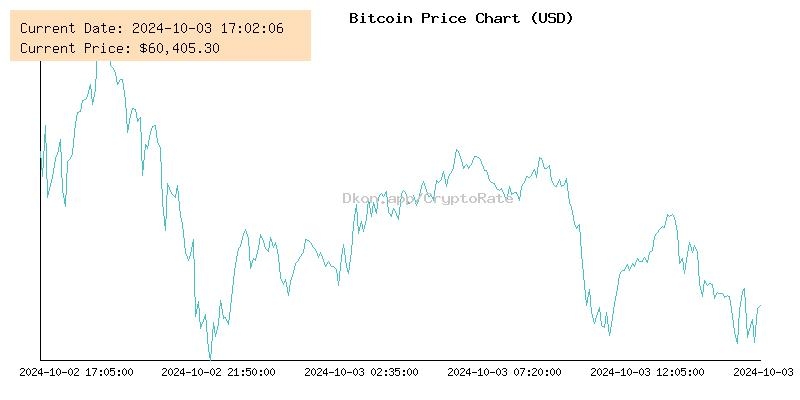 Bitcoin Price Chart (USD)
Current Date: 2024-10-03 17:02:06
Current Price: $60,405.30
Dkon.app/CryptoRate
2024-10-02 17:05:00 2024-10-02 21:50:00 2024-10-03 02:35:00 2024-10-03 07:20:00 2024-10-03 12:05:00 2024-10-03